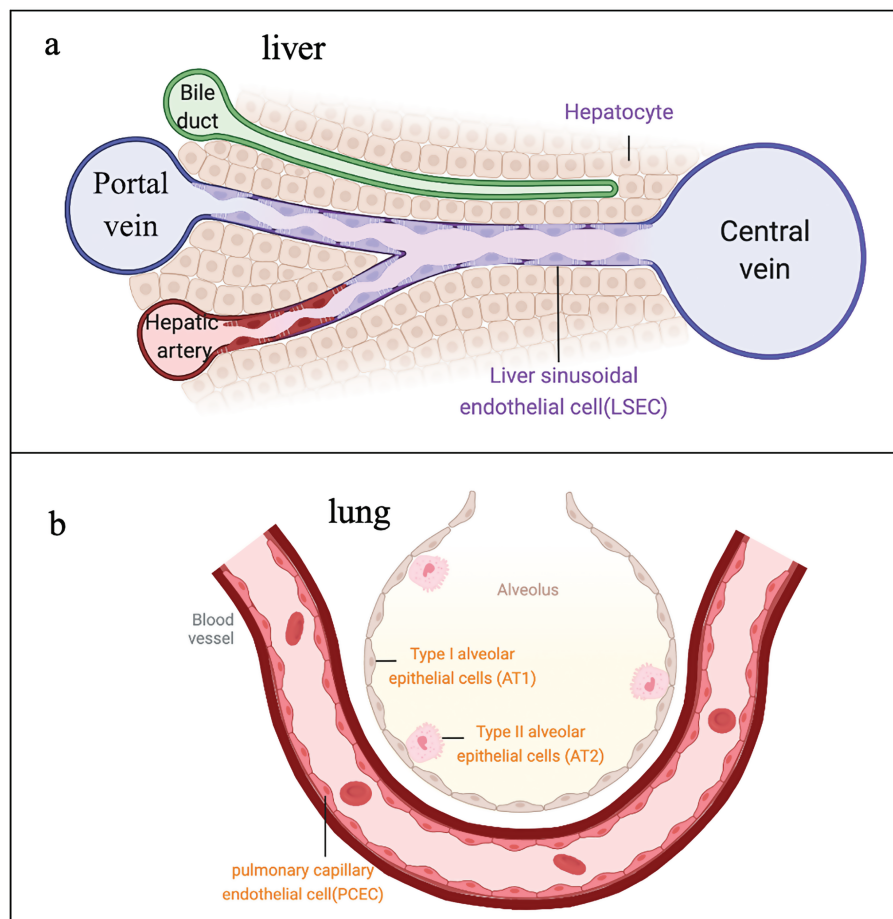 a
liver
Bile
duct
Hepatocyte
Portal
vein
Central
vein
Hepatic
artery
Liver sinusoidal
endothelial cell(LSEC)
b
lung
Alveolus
Blood
vessel
Type I alveolar
epithelial cells (AT1)
Type II alveolar
epithelial cells (AT2)
pulmonary capillary
endothelial cell(PCEC)